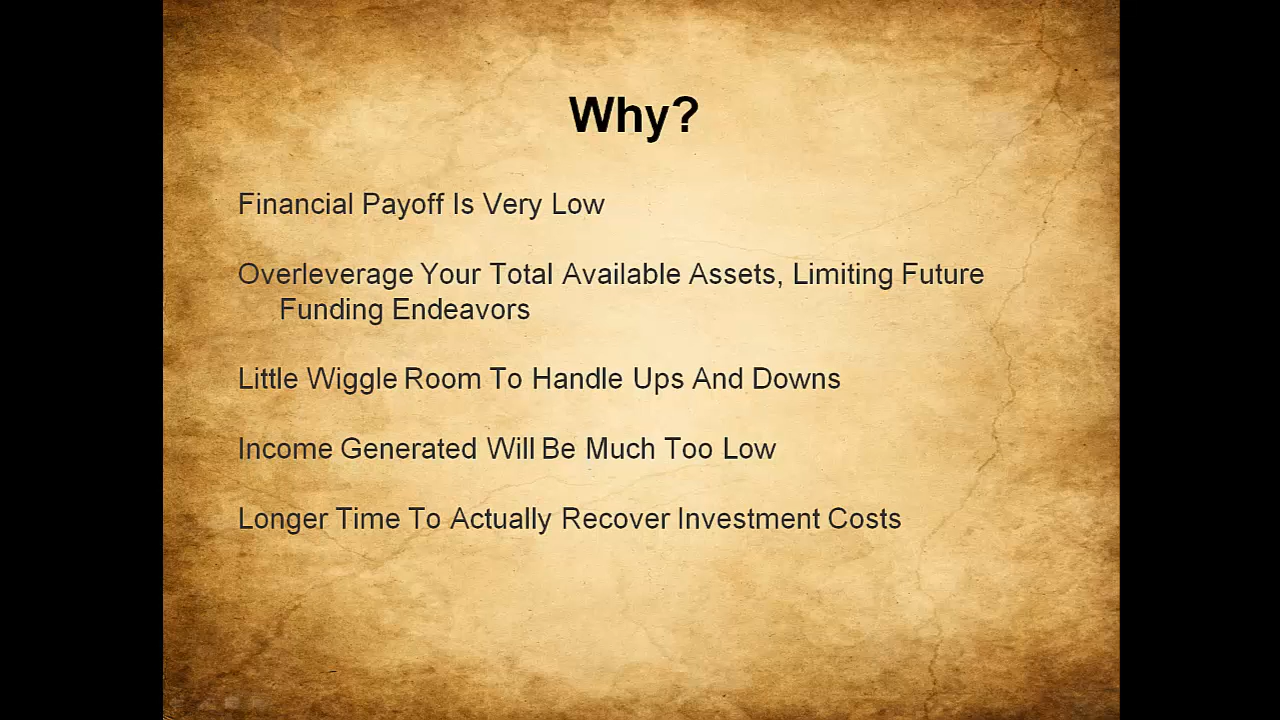 Why?
Financial Payoff Is Very Low
Overleverage Your Total Available Assets, Limiting Future
Funding Endeavors
Little Wiggle Room To Handle Ups And Downs
Income Generated Will Be Much Too Low
Longer Time To Actually Recover Investment Costs